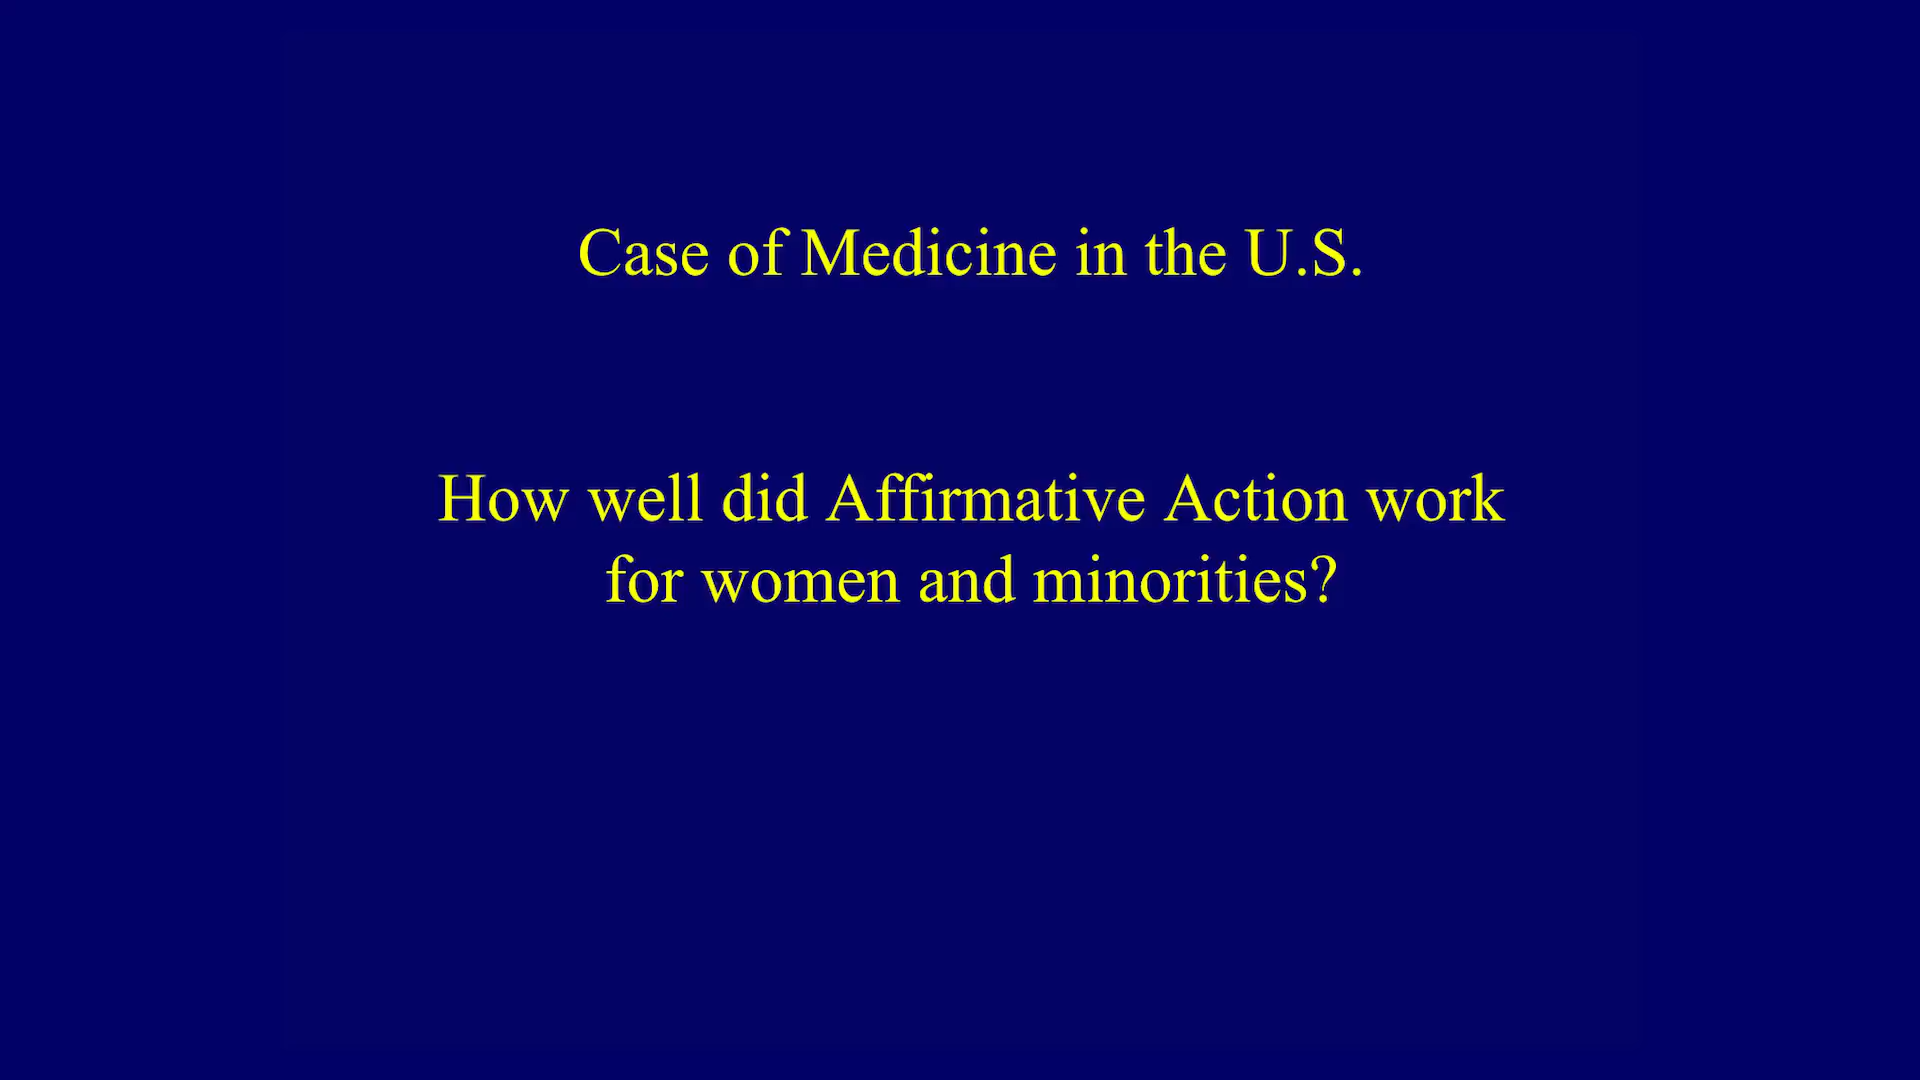 Case of Medicine in the U.S.
How well did Affirmative Action work
for women and minorities?